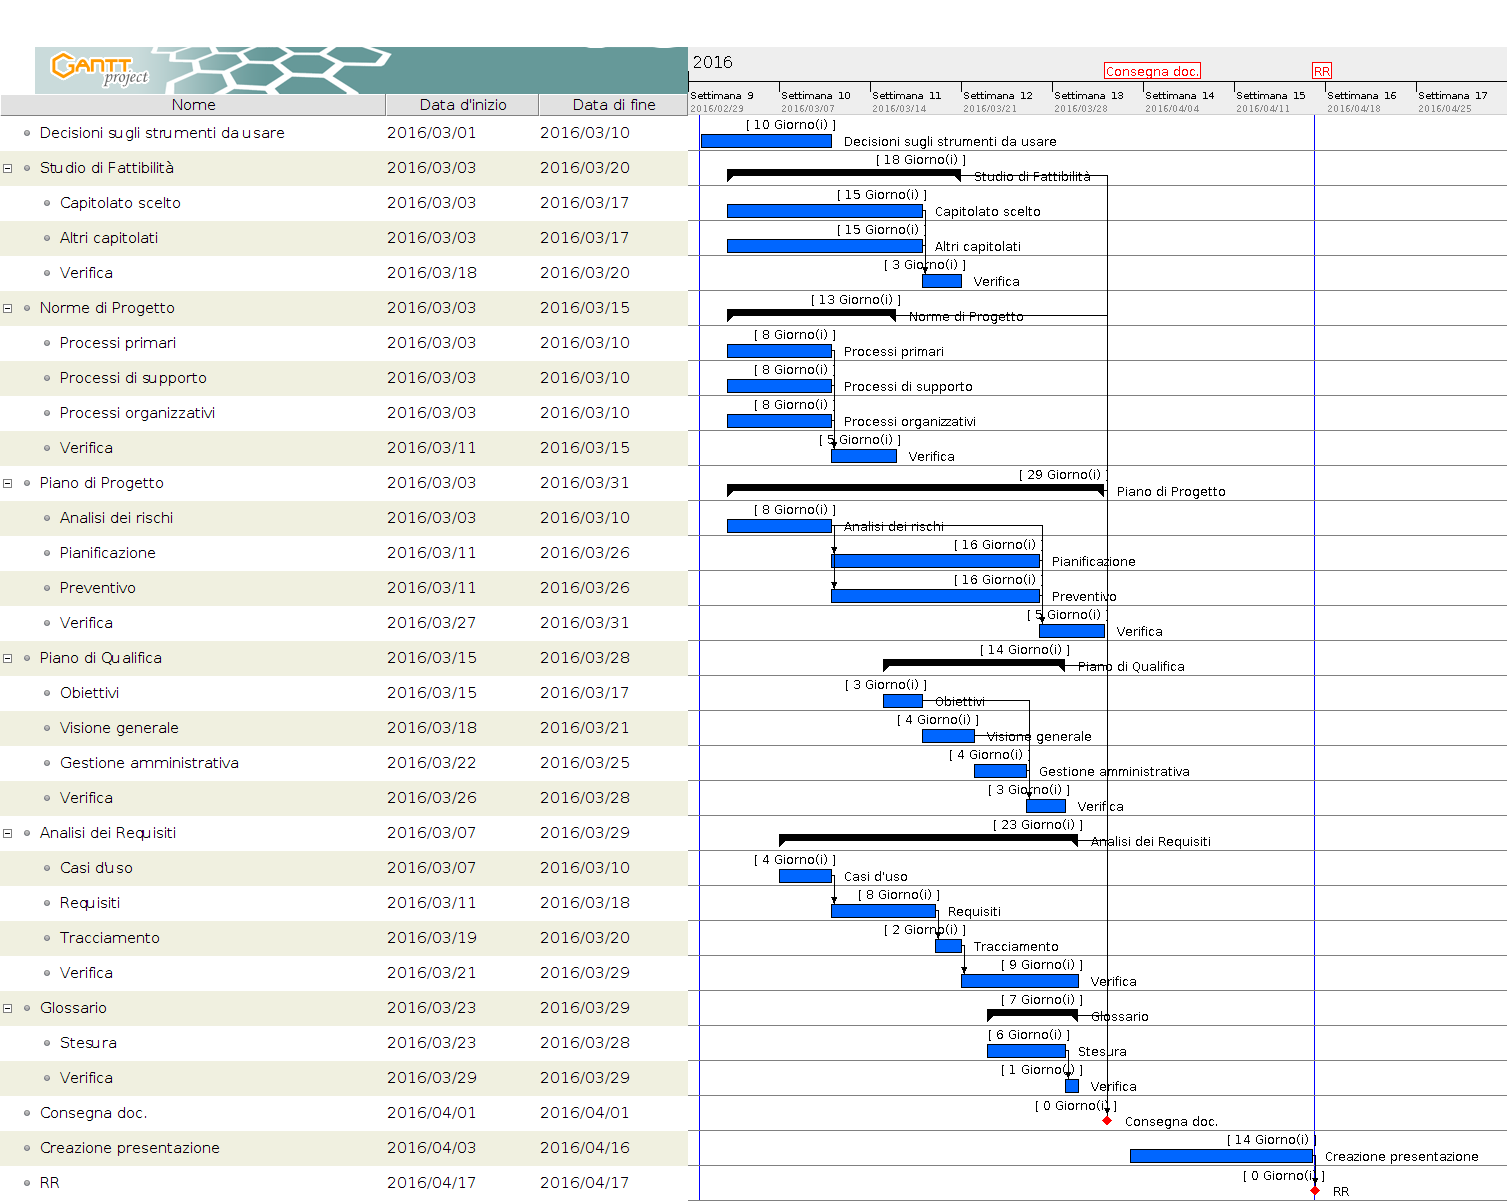 GANTT
project
2016
Consegna doc.
RR
Nome
Data d'inizio
Data di fine
Settimana 9
Settimana 10
Settimana 11
Settimana 12
Settimana 13
Settimana 14
Settimana 15
Settimana 16
Settimana 17
2016/02/29
2016/03/07
2016/03/14
2016/03/21
2016/03/28
2016/04/04
2016/04/11
2016/04/18
2016/04/25
Decisioni sugli strumenti da usare 2016/03/01 2016/03/10
[ 10 Giorno(i) ]
Decisioni sugli strumenti da usare
Studio di Fattibilità 2016/03/03 2016/03/20
[ 18 Giorno(i) ]
Studio di Fattibilità
Capitolato scelto 2016/03/03 2016/03/17
[ 15 Giorno(i) ]
Capitolato scelto
Altri capitolati 2016/03/03 2016/03/17
[ 15 Giorno(i) ]
Altri capitolati
Verifica 2016/03/18 2016/03/20
[ 3 Giorno(i) ]
Verifica
Norme di Progetto 2016/03/03 2016/03/15
[ 13 Giorno(i) ]
Norme di Progetto
Processi primari 2016/03/03 2016/03/10
[ 8 Giorno(i) ]
Processi primari
Processi di supporto 2016/03/03 2016/03/10
[ 8 Giorno(i) ]
Processi di supporto
Processi organizzativi 2016/03/03 2016/03/10
[ 8 Giorno(i) ]
Processi organizzativi
Verifica 2016/03/11 2016/03/15
[ 5 Giorno(i) ]
Verifica
Piano di Progetto 2016/03/03 2016/03/31
[ 29 Giorno(i) ]
Piano di Progetto
Analisi dei rischi 2016/03/03 2016/03/10
[ 8 Giorno(i) ]
Analisi dei rischi
Pianificazione 2016/03/11 2016/03/26
[ 16 Giorno(i) ]
Pianificazione
Preventivo 2016/03/11 2016/03/26
[ 16 Giorno(i) ]
Preventivo
Verifica 2016/03/27 2016/03/31
[ 5 Giorno(i) ]
Verifica
Piano di Qualifica 2016/03/15 2016/03/28
[ 14 Giorno(i) ]
Piano di Qualifica
Obiettivi 2016/03/15 2016/03/17
[ 3 Giorno(i) ]
Obiettivi
Visione generale 2016/03/18 2016/03/21
[ 4 Giorno(i) ]
Visione generale
Gestione amministrativa 2016/03/22 2016/03/25
[ 4 Giorno(i) ]
Gestione amministrativa
Verifica 2016/03/26 2016/03/28
[ 3 Giorno(i) ]
Verifica
Analisi dei Requisiti 2016/03/07 2016/03/29
[ 23 Giorno(i) ]
Analisi dei Requisiti
Casi d'uso 2016/03/07 2016/03/10
[ 4 Giorno(i) ]
Casi d'uso
Requisiti 2016/03/11 2016/03/18
[ 8 Giorno(i) ]
Requisiti
Tracciamento 2016/03/19 2016/03/20
[ 2 Giorno(i) ]
Tracciamento
Verifica 2016/03/21 2016/03/29
[ 9 Giorno(i) ]
Verifica
Glossario 2016/03/23 2016/03/29
[ 7 Giorno(i) ]
Glossario
Stesura 2016/03/23 2016/03/28
[ 6 Giorno(i) ]
Stesura
Verifica 2016/03/29 2016/03/29
[ 1 Giorno(i) ]
Verifica
Consegna doc. 2016/04/01 2016/04/01
[ 0 Giorno(i) ]
Consegna doc.
Creazione presentazione 2016/04/03 2016/04/16
[ 14 Giorno(i) ]
Creazione presentazione
RR 2016/04/17 2016/04/17
[ 0 Giorno(i) ]
RR